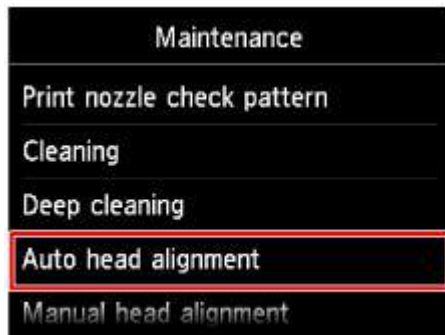 Maintenance
Print nozzle check pattern
Cleaning
Deep cleaning
Auto head alignment
Manual head alignment